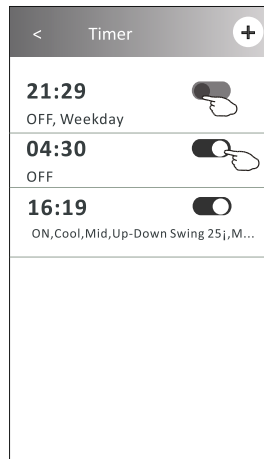 < Timer +
21:29
OFF, Weekday
04:30
OFF
16:19
ON,Cool,Mid,Up-Down Swing 25¡,M...